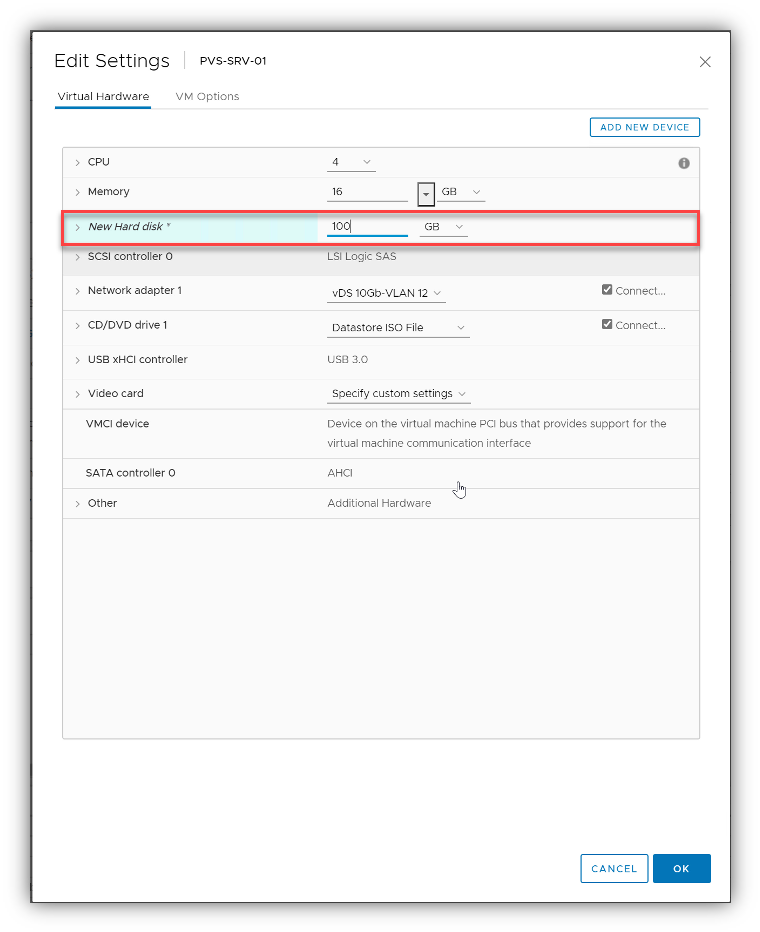 Edit Settings | PVS-SRV-01
Virtual Hardware VM Options
ADD NEW DEVICE
CPU 4
Memory 16 GB
New Hard disk * 100 GB
SCSI controller 0 LSI Logic SAS
Network adapter 1 vDS 10Gb-VLAN 12 Connect...
CD/DVD drive 1 Datastore ISO File Connect...
USB xHCI controller USB 3.0
Video card Specify custom settings
VMCI device Device on the virtual machine PCI bus that provides support for the
virtual machine communication interface
SATA controller 0 AHCI
Other Additional Hardware
CANCEL OK